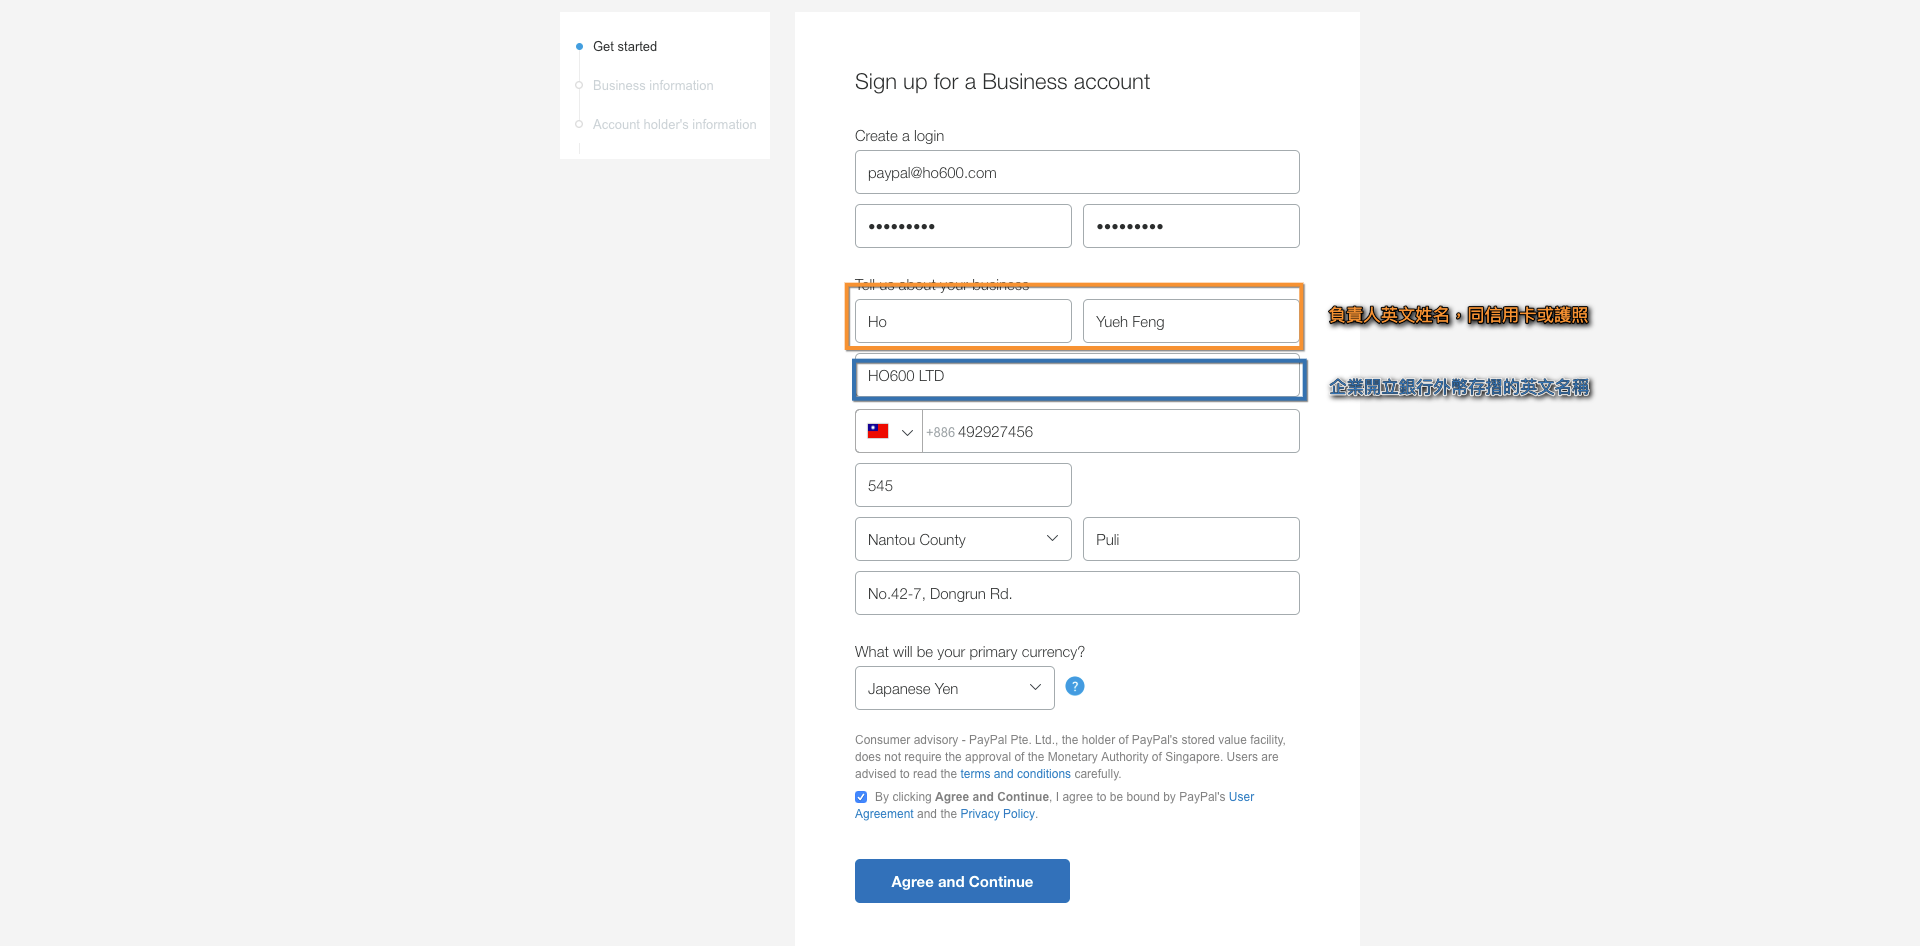 Get started
Business information
Account holder's information
Sign up for a Business account
Create a login
paypal@ho600.com
••••••••• •••••••••
Tell us about your business
Ho Yueh Feng
負責人英文姓名，同信用卡或護照
HO600 LTD
企業開立銀行外幣存摺的英文名稱
+886 492927456
545
Nantou County Puli
No.42-7, Dongrun Rd.
What will be your primary currency?
Japanese Yen ?
Consumer advisory - PayPal Pte. Ltd., the holder of PayPal's stored value facility,
does not require the approval of the Monetary Authority of Singapore. Users are
advised to read the terms and conditions carefully.
By clicking Agree and Continue, I agree to be bound by PayPal's User
Agreement and the Privacy Policy.
Agree and Continue